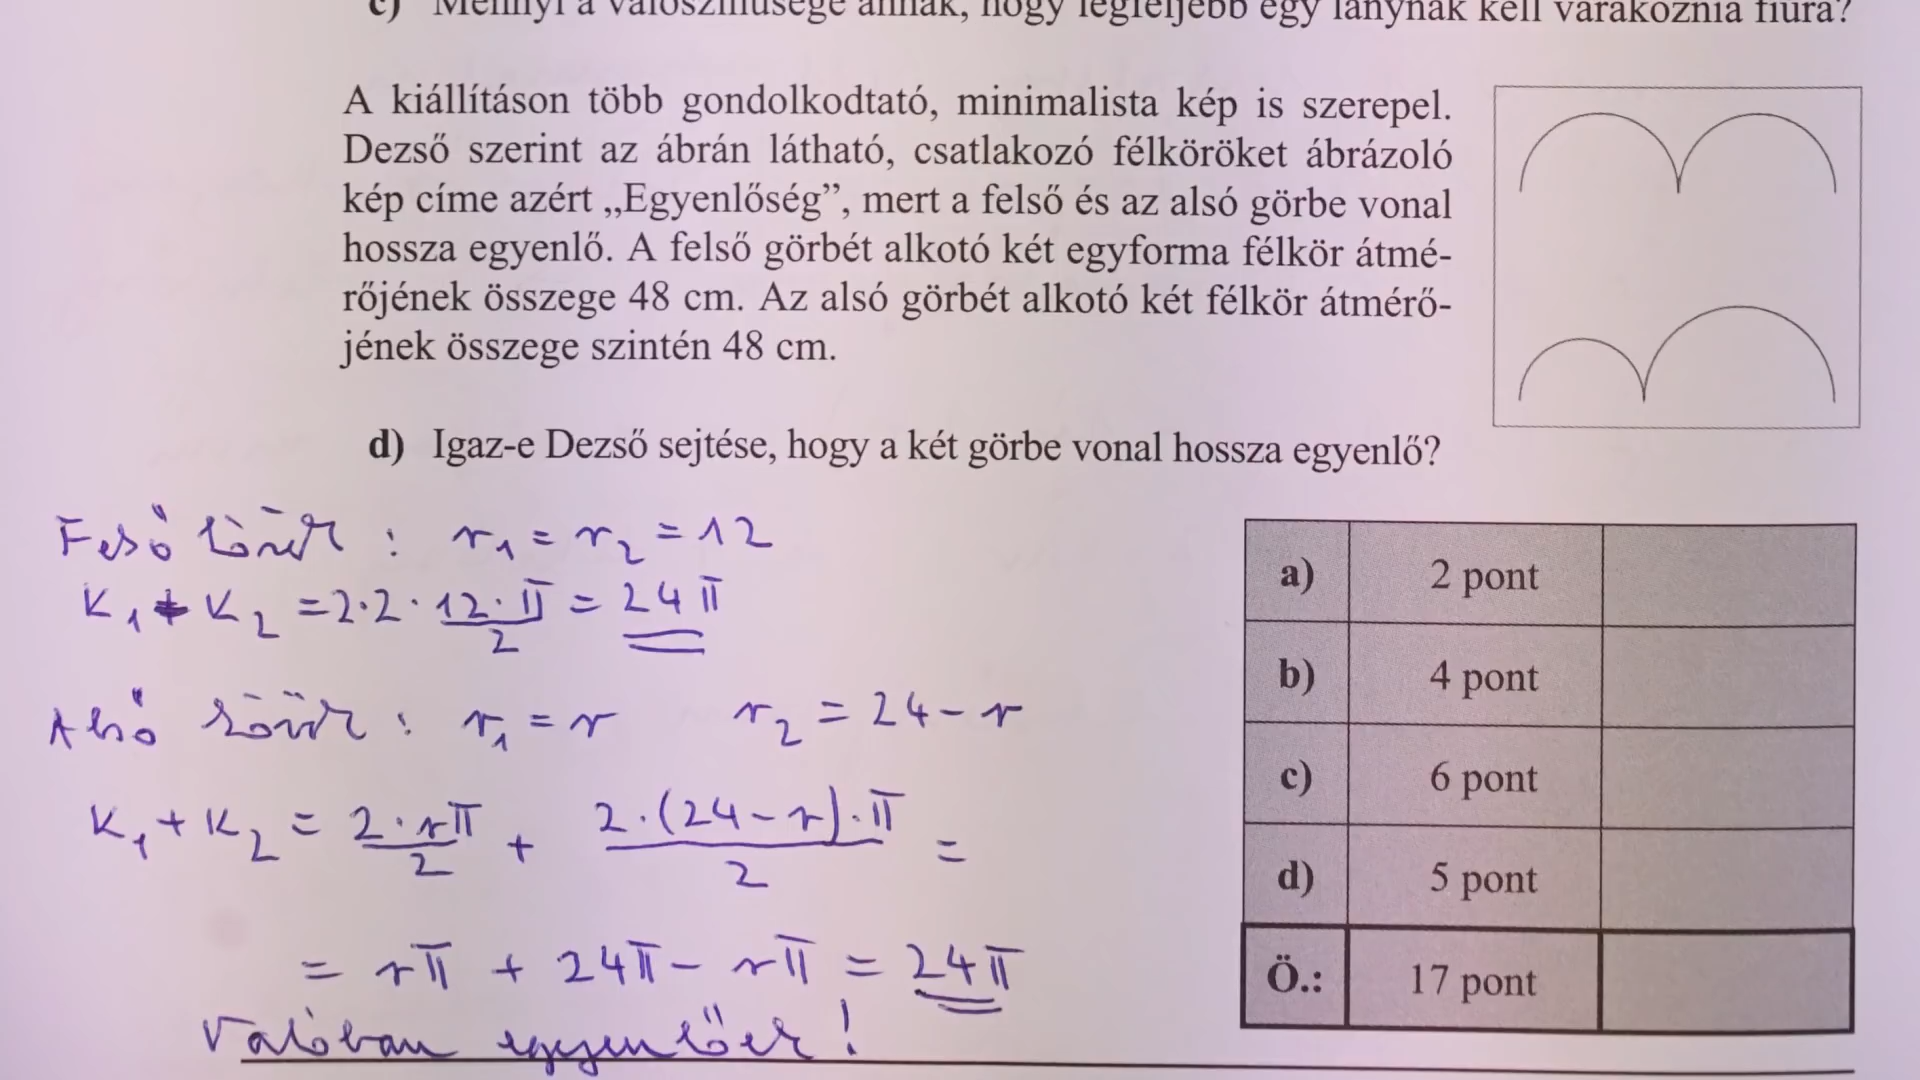 c) Mennyi a valószínűsége annak, hogy legfeljebb egy lánynak kell várakoznia fiúra?
A kiállításon több gondolkodtató, minimalista kép is szerepel.
Dezső szerint az ábrán látható, csatlakozó félköröket ábrázoló
kép címe azért „Egyenlőség”, mert a felső és az alsó görbe vonal
hossza egyenlő. A felső görbét alkotó két egyforma félkör átmé-
rőjének összege 48 cm. Az alsó görbét alkotó két félkör átmérő-
jének összege szintén 48 cm.
d) Igaz-e Dezső sejtése, hogy a két görbe vonal hossza egyenlő?
Felső körök : r₁ = r₂ = 12
K₁ + K₂ = 2·2· 12·π/2 = 24π
Alsó körök : r₁ = r r₂ = 24 - r
K₁ + K₂ = 2·rπ/2 + 2·(24-r)·π/2 =
= rπ + 24π - rπ = 24π
Valóban egyenlőek!
a) 2 pont
b) 4 pont
c) 6 pont
d) 5 pont
Ö.: 17 pont